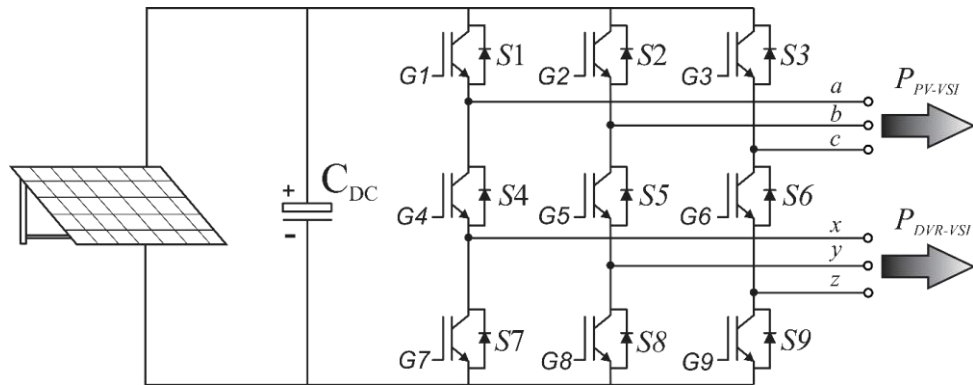 G1 S1 G2 S2 G3 S3
a
P_PV-VSI
b
c
+
C_DC
-
G4 S4 G5 S5 G6 S6
x
P_DVR-VSI
y
z
G7 S7 G8 S8 G9 S9